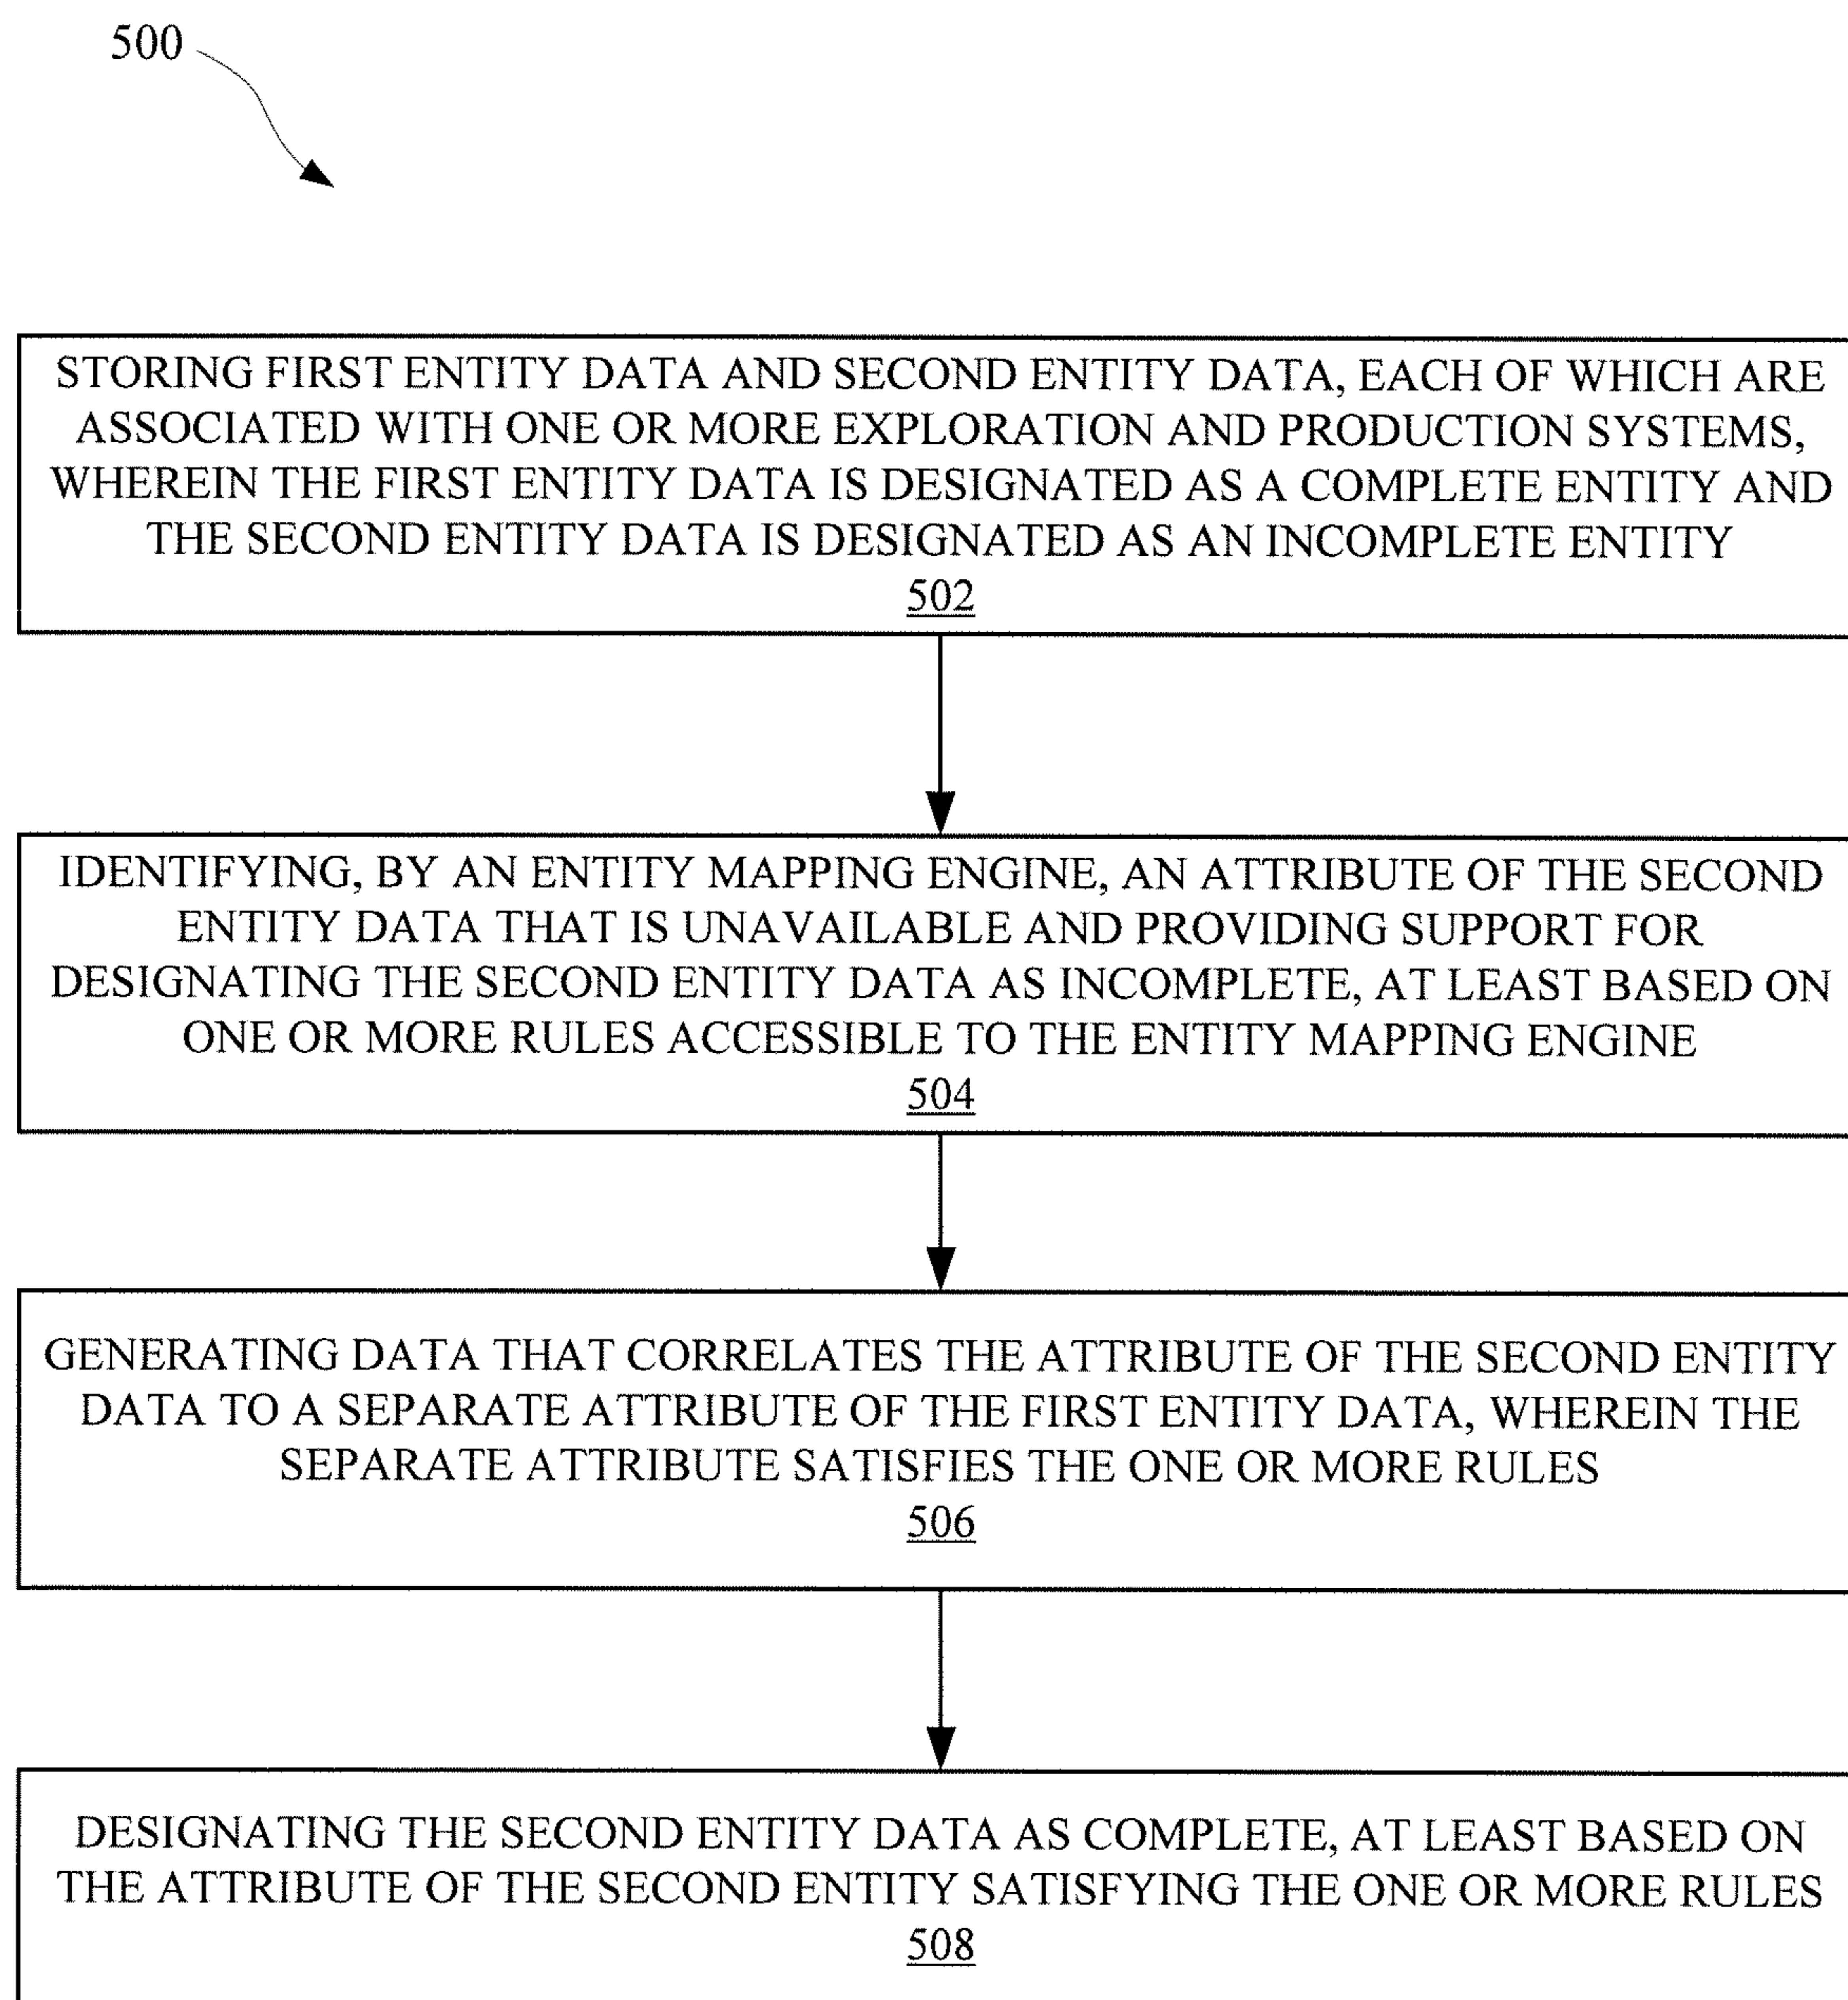 500
STORING FIRST ENTITY DATA AND SECOND ENTITY DATA, EACH OF WHICH ARE
ASSOCIATED WITH ONE OR MORE EXPLORATION AND PRODUCTION SYSTEMS,
WHEREIN THE FIRST ENTITY DATA IS DESIGNATED AS A COMPLETE ENTITY AND
THE SECOND ENTITY DATA IS DESIGNATED AS AN INCOMPLETE ENTITY
502
IDENTIFYING, BY AN ENTITY MAPPING ENGINE, AN ATTRIBUTE OF THE SECOND
ENTITY DATA THAT IS UNAVAILABLE AND PROVIDING SUPPORT FOR
DESIGNATING THE SECOND ENTITY DATA AS INCOMPLETE, AT LEAST BASED ON
ONE OR MORE RULES ACCESSIBLE TO THE ENTITY MAPPING ENGINE
504
GENERATING DATA THAT CORRELATES THE ATTRIBUTE OF THE SECOND ENTITY
DATA TO A SEPARATE ATTRIBUTE OF THE FIRST ENTITY DATA, WHEREIN THE
SEPARATE ATTRIBUTE SATISFIES THE ONE OR MORE RULES
506
DESIGNATING THE SECOND ENTITY DATA AS COMPLETE, AT LEAST BASED ON
THE ATTRIBUTE OF THE SECOND ENTITY SATISFYING THE ONE OR MORE RULES
508